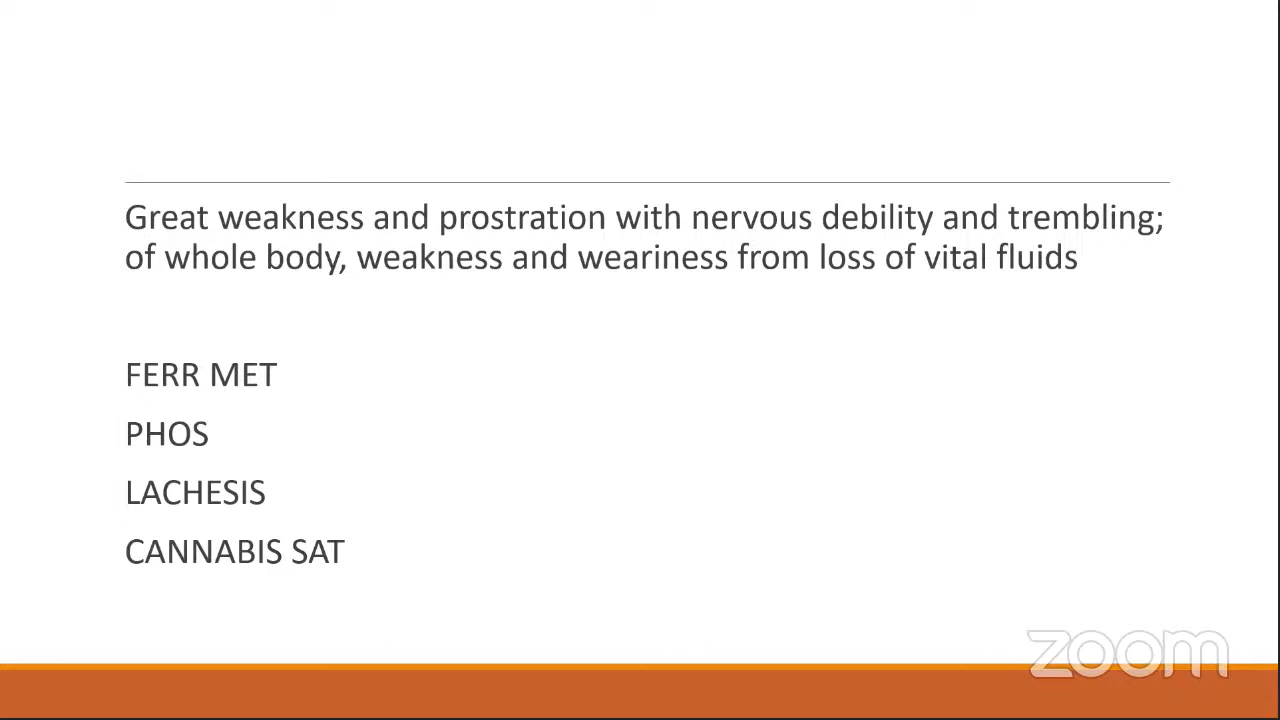 Great weakness and prostration with nervous debility and trembling;
of whole body, weakness and weariness from loss of vital fluids
FERR MET
PHOS
LACHESIS
CANNABIS SAT
zoom